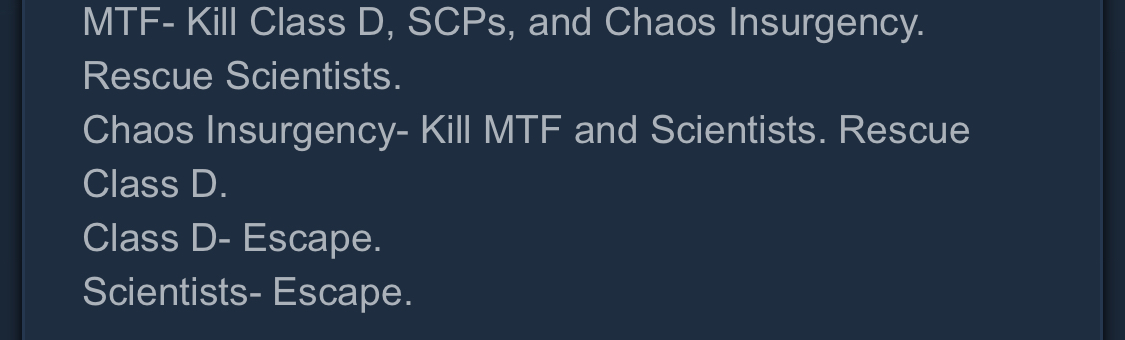 MTF- Kill Class D, SCPs, and Chaos Insurgency.
Rescue Scientists.
Chaos Insurgency- Kill MTF and Scientists. Rescue
Class D.
Class D- Escape.
Scientists- Escape.